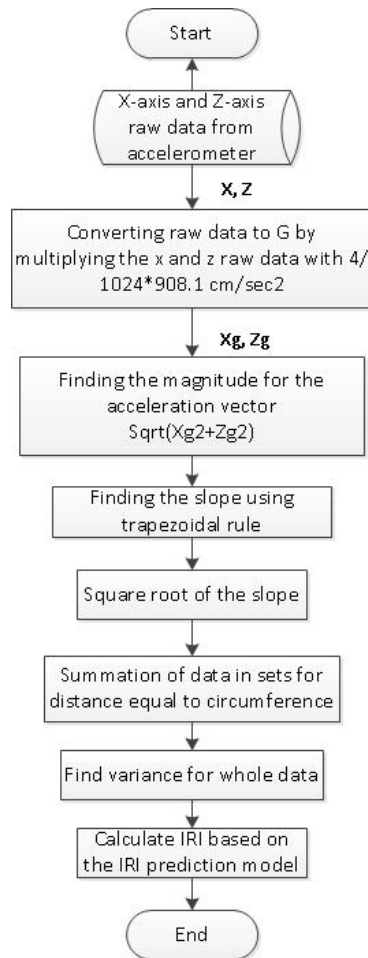 Start
X-axis and Z-axis
raw data from
accelerometer
X, Z
Converting raw data to G by
multiplying the x and z raw data with 4/
1024*908.1 cm/sec2
Xg, Zg
Finding the magnitude for the
acceleration vector
Sqrt(Xg2+Zg2)
Finding the slope using
trapezoidal rule
Square root of the slope
Summation of data in sets for
distance equal to circumference
Find variance for whole data
Calculate IRI based on
the IRI prediction model
End